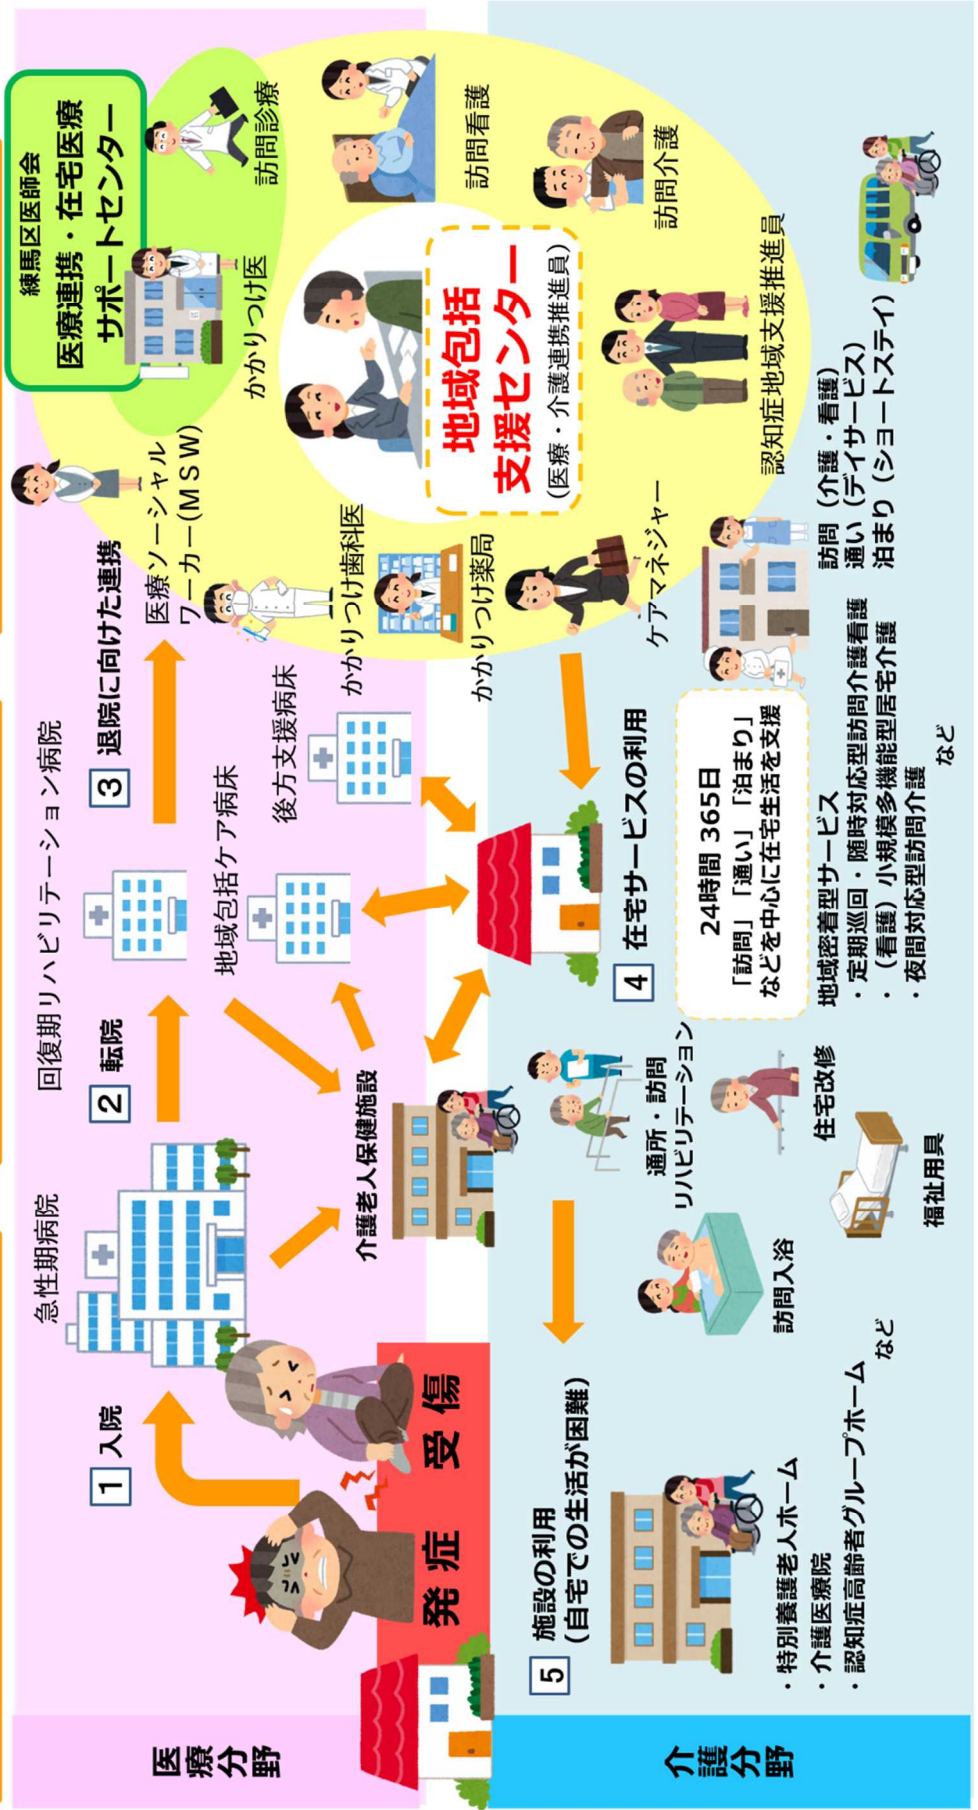 医療分野
介護分野
発症
受傷
1 入院
急性期病院
2 転院
回復期リハビリテーション病院
地域包括ケア病床
後方支援病床
介護老人保健施設
3 退院に向けた連携
医療ソーシャル
ワーカー(MSW)
かかりつけ歯科医
かかりつけ薬局
ケアマネジャー
練馬区医師会
医療連携・在宅医療
サポートセンター
かかりつけ医
訪問診療
訪問看護
訪問介護
認知症地域支援推進員
地域包括
支援センター
(医療・介護連携推進員)
4 在宅サービスの利用
24時間 365日
「訪問」「通い」「泊まり」
などを中心に在宅生活を支援
地域密着型サービス
・定期巡回・随時対応型訪問介護看護
・(看護)小規模多機能型居宅介護
・夜間対応型訪問介護
など
訪問(介護・看護)
通い(デイサービス)
泊まり(ショートステイ)
通所・訪問
リハビリテーション
住宅改修
訪問入浴
福祉用具
など
5 施設の利用
(自宅での生活が困難)
・特別養護老人ホーム
・介護医療院
・認知症高齢者グループホーム